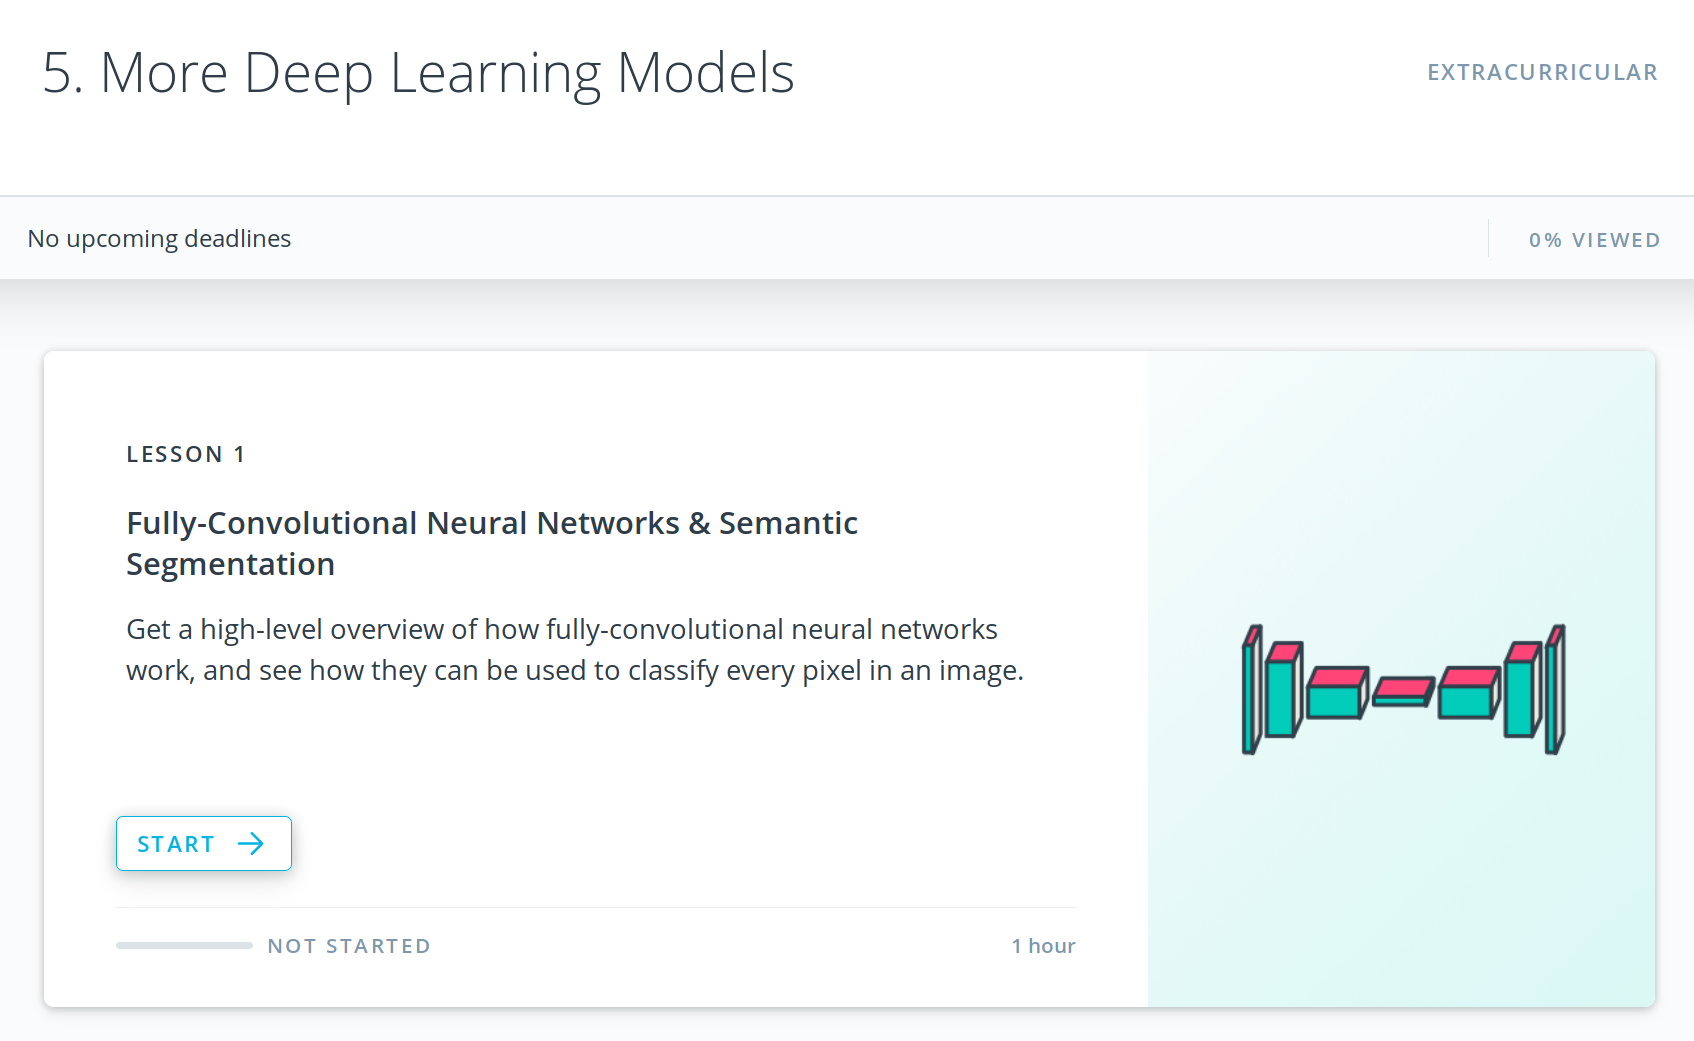 5. More Deep Learning Models
EXTRACURRICULAR
No upcoming deadlines
0% VIEWED
LESSON 1
Fully-Convolutional Neural Networks & Semantic
Segmentation
Get a high-level overview of how fully-convolutional neural networks
work, and see how they can be used to classify every pixel in an image.
START
NOT STARTED
1 hour